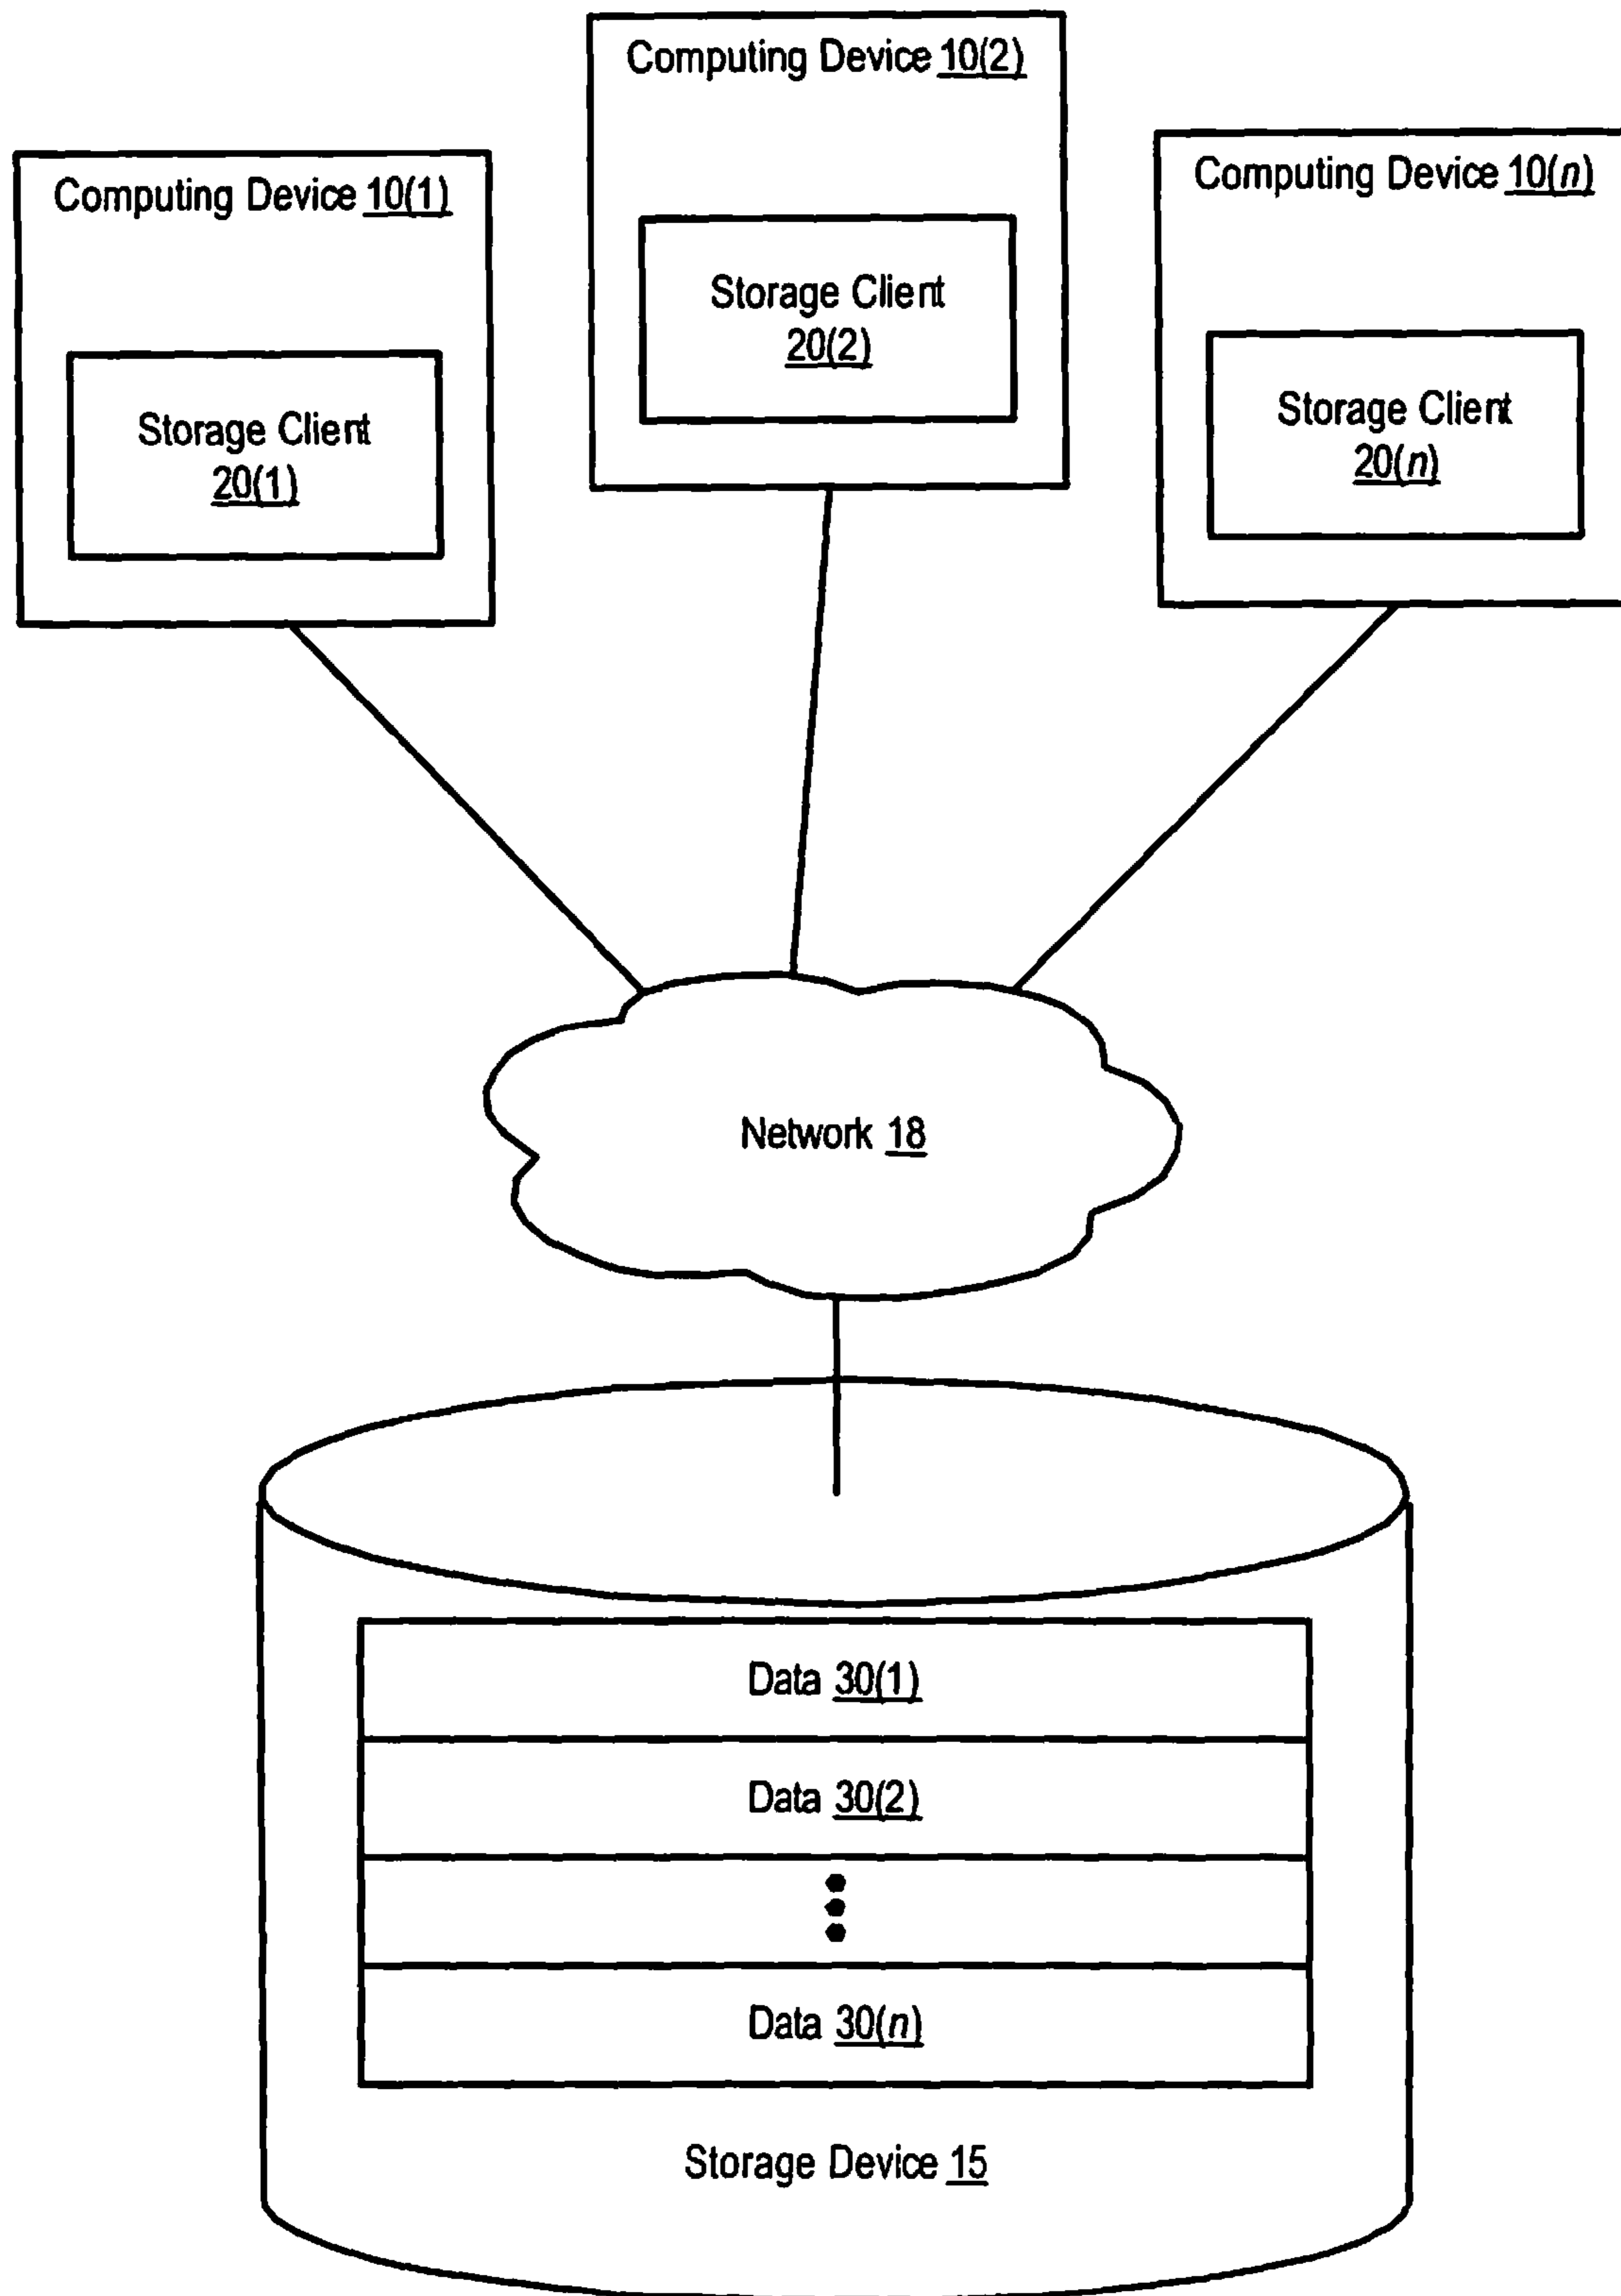 Computing Device 10(1)
Storage Client
20(1)
Computing Device 10(2)
Storage Client
20(2)
Computing Device 10(n)
Storage Client
20(n)
Network 18
Data 30(1)
Data 30(2)
Data 30(n)
Storage Device 15